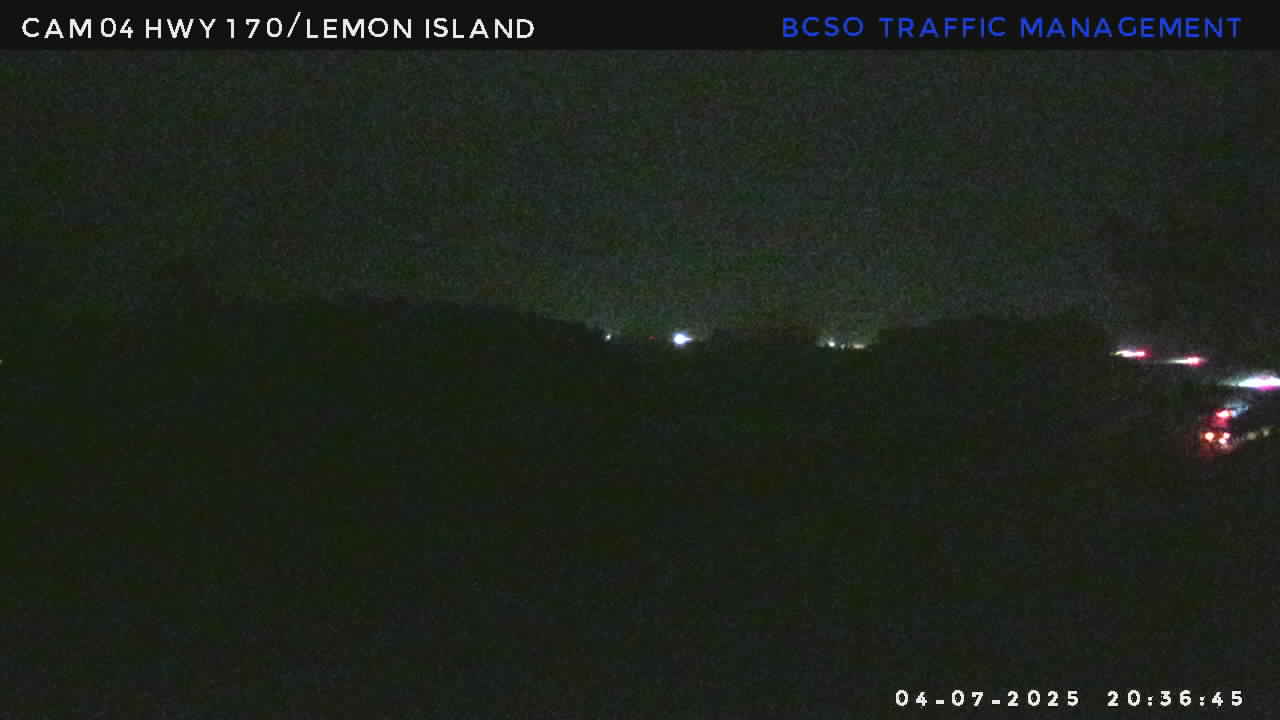 CAM04 HWY 170/LEMON ISLAND
BCSO TRAFFIC MANAGEMENT
04-07-2025 20:36:45